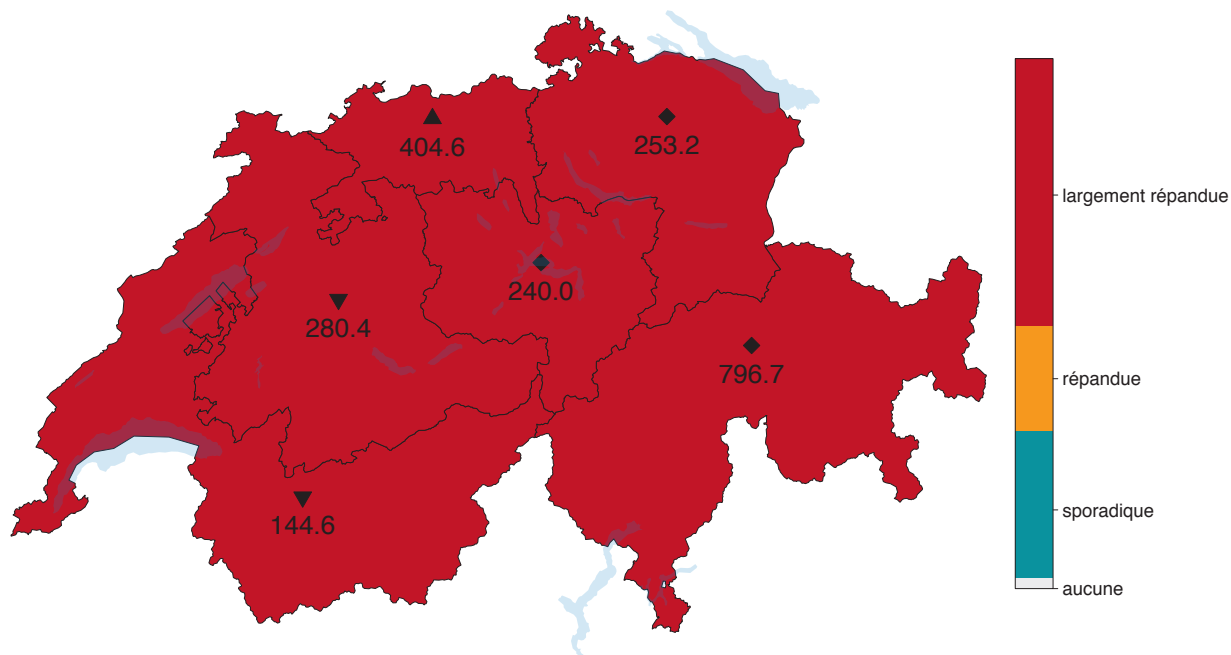 404.6
253.2
240.0
280.4
796.7
144.6
largement répandue
répandue
sporadique
aucune